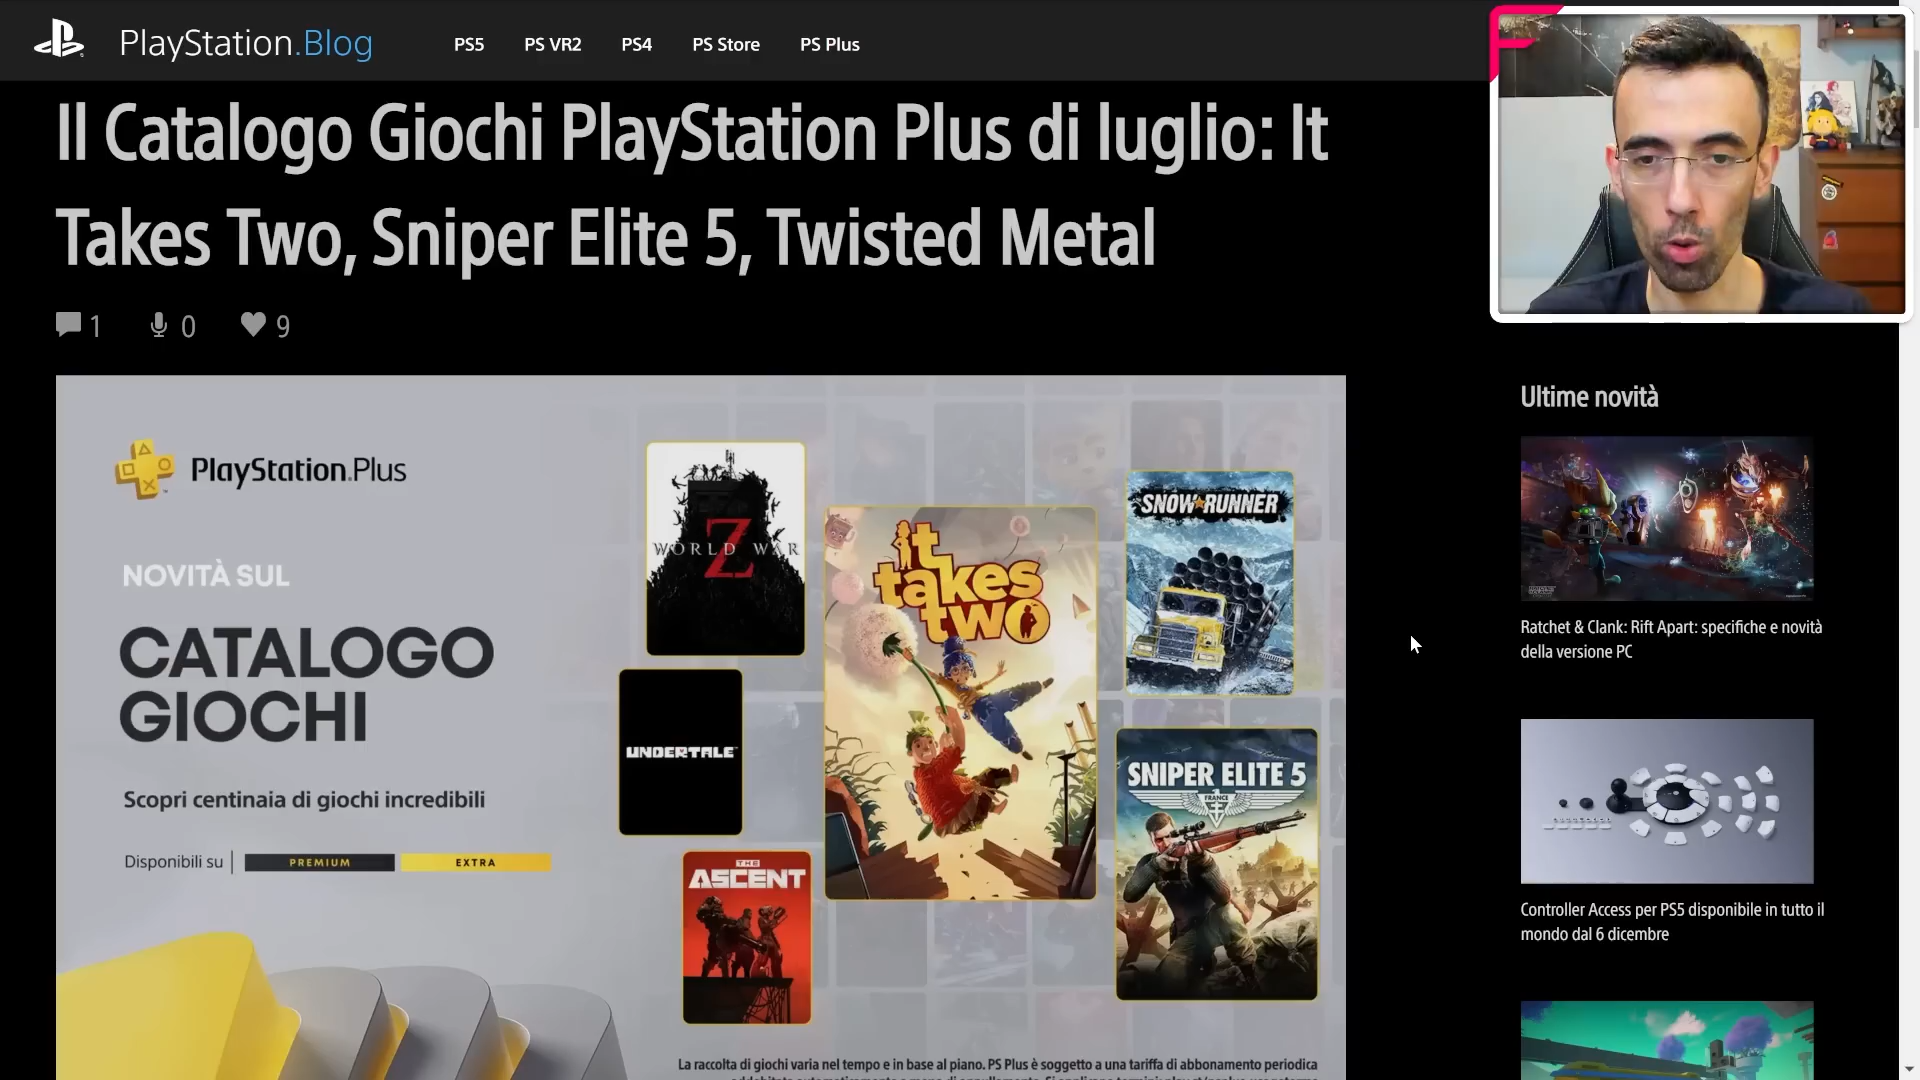 PlayStation.Blog
PS5
PS VR2
PS4
PS Store
PS Plus
Il Catalogo Giochi PlayStation Plus di luglio: It
Takes Two, Sniper Elite 5, Twisted Metal
1
0
9
PlayStation.Plus
NOVITÀ SUL
CATALOGO
GIOCHI
Scopri centinaia di giochi incredibili
Disponibili su
PREMIUM
EXTRA
WORLD WAR
Z
UNDERTALE
THE
ASCENT
it
takes
two
SNOWRUNNER
SNIPER ELITE 5
FRANCE
La raccolta di giochi varia nel tempo e in base al piano. PS Plus è soggetto a una tariffa di abbonamento periodica
Ultime novità
Ratchet & Clank: Rift Apart: specifiche e novità
della versione PC
Controller Access per PS5 disponibile in tutto il
mondo dal 6 dicembre